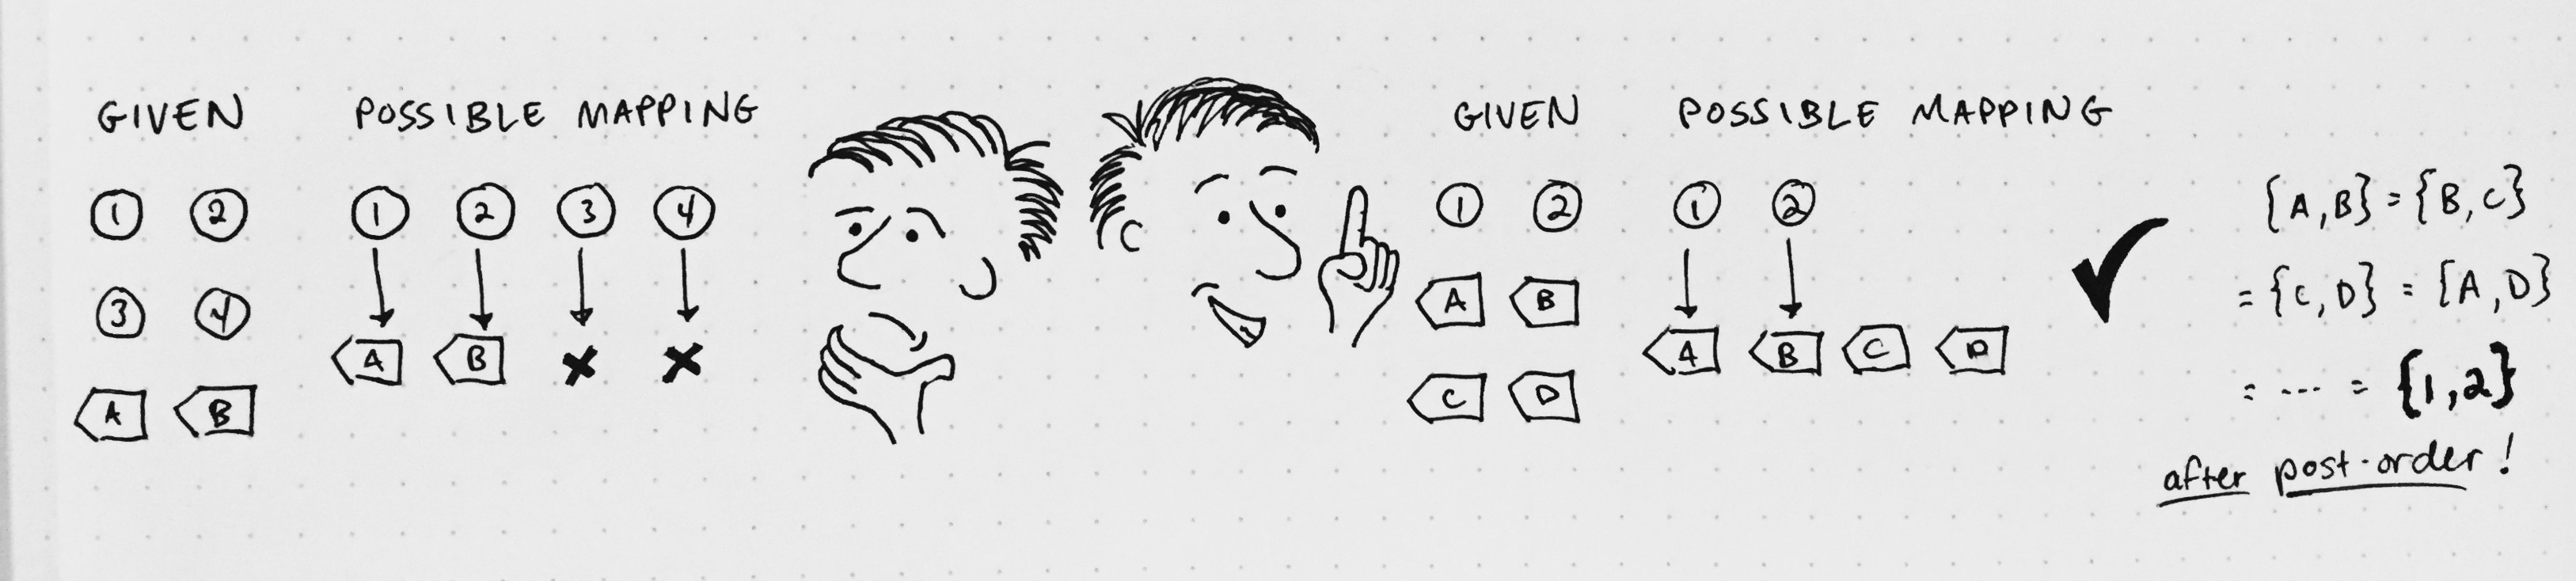 GIVEN
1 2
3 4
A B
POSSIBLE MAPPING
1 2 3 4
A B ✗ ✗
GIVEN
1 2
A B
C D
POSSIBLE MAPPING
1 2
A B C D
{A,B} = {B,C}
= {C,D} = {A,D}
= --- = {1,2}
after post-order!